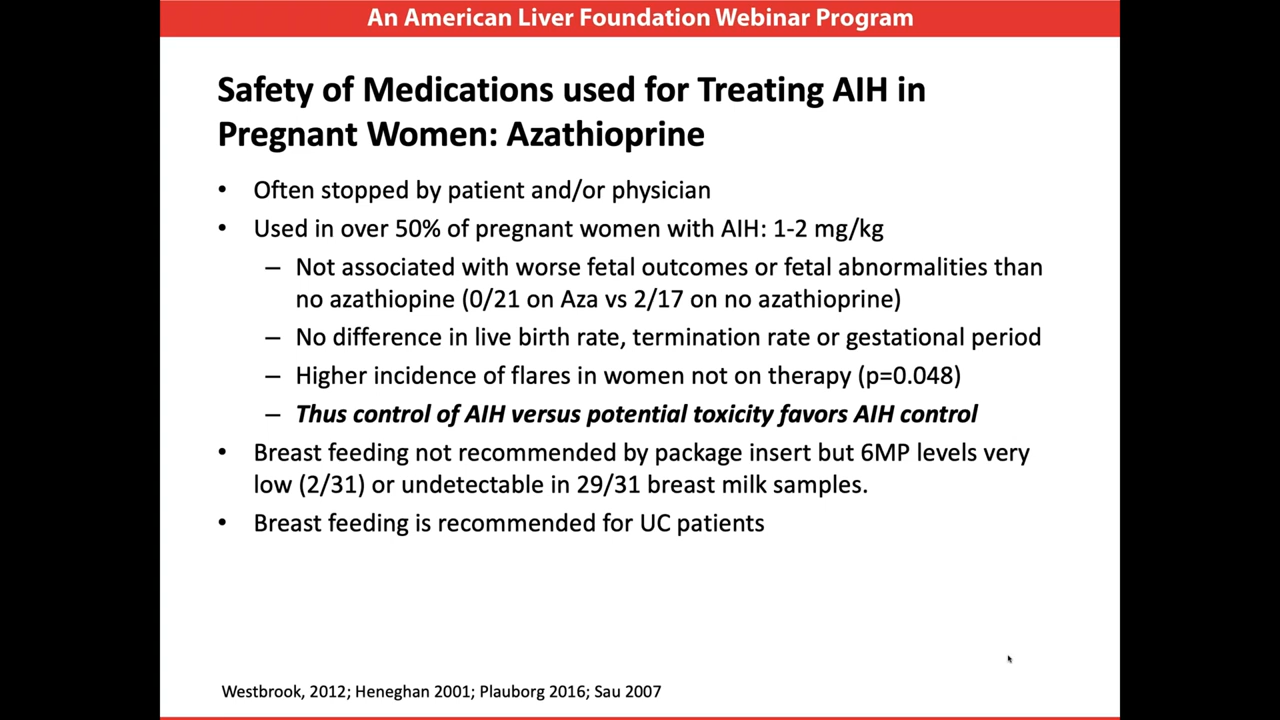 An American Liver Foundation Webinar Program
Safety of Medications used for Treating AIH in
Pregnant Women: Azathioprine
• Often stopped by patient and/or physician
• Used in over 50% of pregnant women with AIH: 1-2 mg/kg
– Not associated with worse fetal outcomes or fetal abnormalities than
no azathiopine (0/21 on Aza vs 2/17 on no azathioprine)
– No difference in live birth rate, termination rate or gestational period
– Higher incidence of flares in women not on therapy (p=0.048)
– Thus control of AIH versus potential toxicity favors AIH control
• Breast feeding not recommended by package insert but 6MP levels very
low (2/31) or undetectable in 29/31 breast milk samples.
• Breast feeding is recommended for UC patients
Westbrook, 2012; Heneghan 2001; Plauborg 2016; Sau 2007